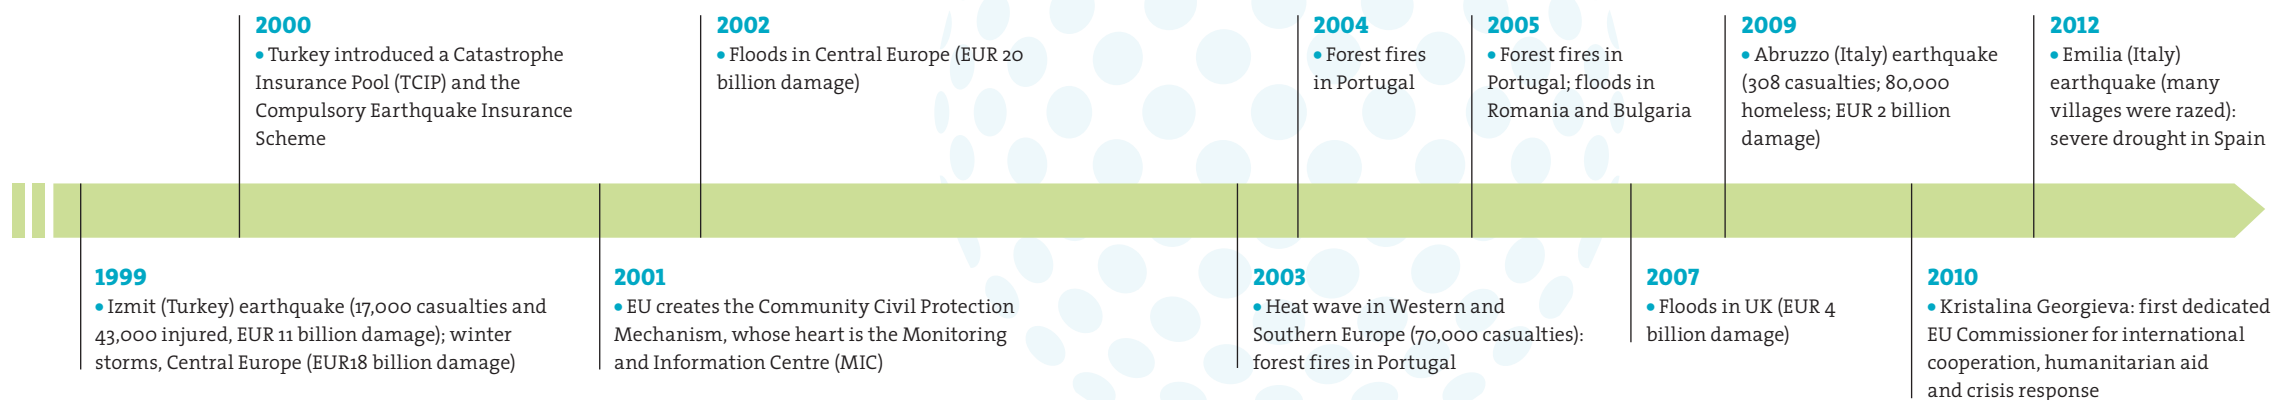 2000
• Turkey introduced a Catastrophe
Insurance Pool (TCIP) and the
Compulsory Earthquake Insurance
Scheme
2002
• Floods in Central Europe (EUR 20
billion damage)
2004
• Forest fires
in Portugal
2005
• Forest fires in
Portugal; floods in
Romania and Bulgaria
2009
• Abruzzo (Italy) earthquake
(308 casualties; 80,000
homeless; EUR 2 billion
damage)
2012
• Emilia (Italy)
earthquake (many
villages were razed):
severe drought in Spain
1999
• Izmit (Turkey) earthquake (17,000 casualties and
43,000 injured, EUR 11 billion damage); winter
storms, Central Europe (EUR18 billion damage)
2001
• EU creates the Community Civil Protection
Mechanism, whose heart is the Monitoring
and Information Centre (MIC)
2003
• Heat wave in Western and
Southern Europe (70,000 casualties):
forest fires in Portugal
2007
• Floods in UK (EUR 4
billion damage)
2010
• Kristalina Georgieva: first dedicated
EU Commissioner for international
cooperation, humanitarian aid
and crisis response